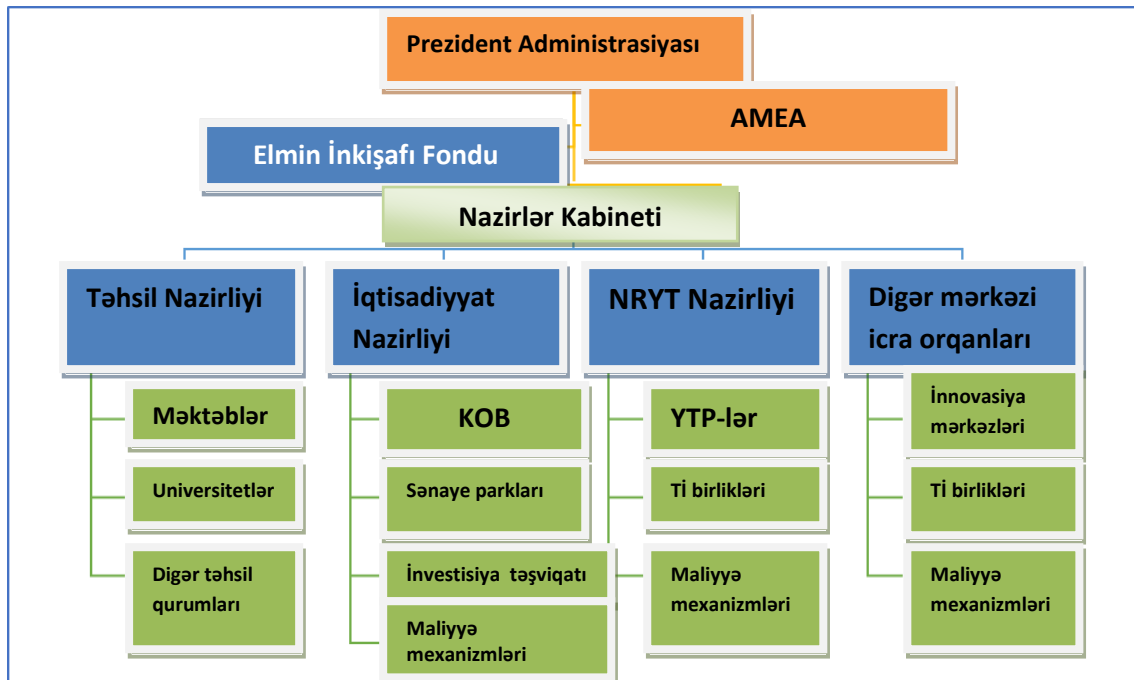 Prezident Administrasiyası
AMEA
Elmin İnkişafı Fondu
Nazirlər Kabineti
Təhsil Nazirliyi
Məktəblər
Universitetlər
Digər təhsil
qurumları
İqtisadiyyat
Nazirliyi
KOB
Sənaye parkları
İnvestisiya təşviqatı
Maliyyə
mexanizmləri
NRYT Nazirliyi
YTP-lər
Tİ birlikləri
Maliyyə
mexanizmləri
Digər mərkəzi
icra orqanları
İnnovasiya
mərkəzləri
Tİ birlikləri
Maliyyə
mexanizmləri